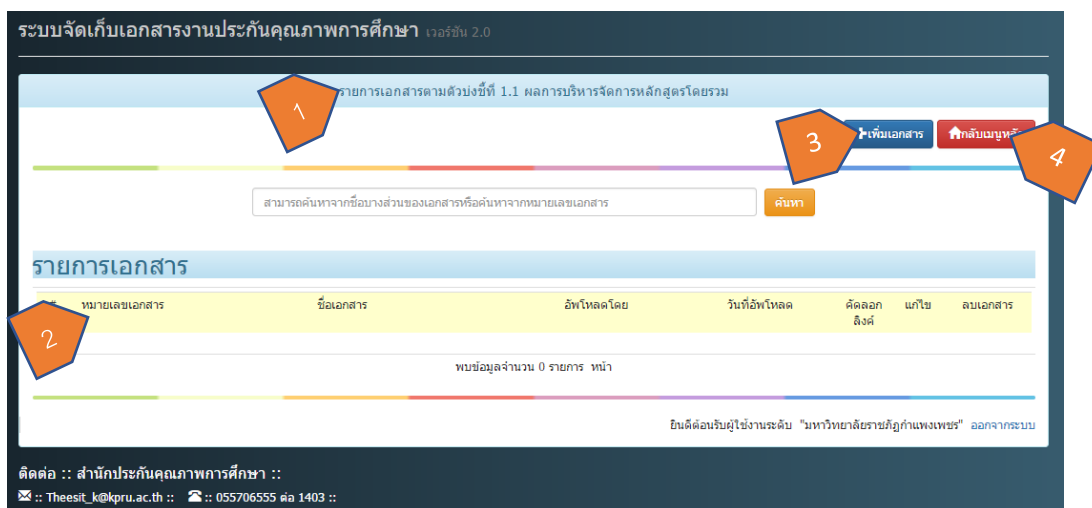 ระบบจัดเก็บเอกสารงานประกันคุณภาพการศึกษา เวอร์ชัน 2.0
รายการเอกสารตามตัวบ่งชี้ที่ 1.1 ผลการบริหารจัดการหลักสูตรโดยรวม
1
3
เพิ่มเอกสาร
กลับเมนูหลัก
4
สามารถค้นหาจากชื่อบางส่วนของเอกสารหรือค้นหาจากหมายเลขเอกสาร
ค้นหา
รายการเอกสาร
# หมายเลขเอกสาร ชื่อเอกสาร อัพโหลดโดย วันที่อัพโหลด คัดลอก แก้ไข ลบเอกสาร
ลิงค์
2
พบข้อมูลจำนวน 0 รายการ หน้า
ยินดีต้อนรับผู้ใช้งานระดับ "มหาวิทยาลัยราชภัฏกำแพงเพชร" ออกจากระบบ
ติดต่อ :: สำนักประกันคุณภาพการศึกษา ::
:: Theesit_k@kpru.ac.th :: :: 055706555 ต่อ 1403 ::